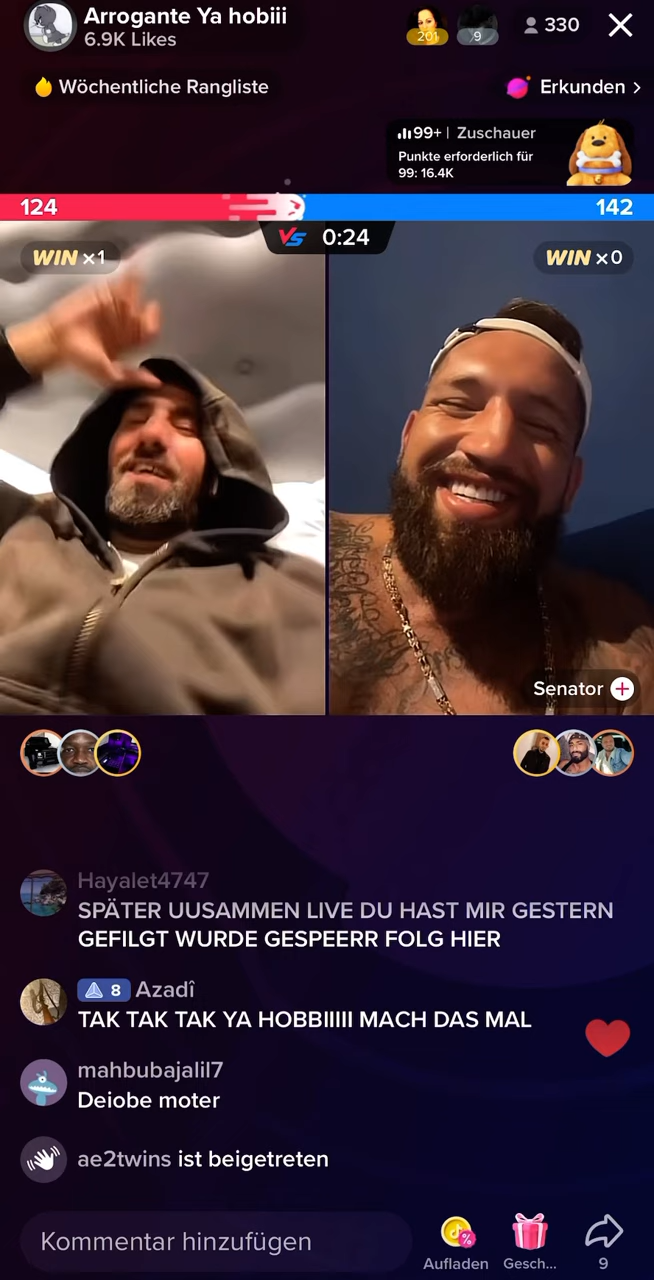 Arrogante Ya hobiii
6.9K Likes
201
9
330
Wöchentliche Rangliste
Erkunden >
99+ | Zuschauer
Punkte erforderlich für
99: 16.4K
124
142
VS 0:24
WIN x1
WIN x0
Senator +
Hayalet4747
SPÄTER UUSAMMEN LIVE DU HAST MIR GESTERN
GEFILGT WURDE GESPEERR FOLG HIER
8 Azadî
TAK TAK TAK YA HOBBIIIII MACH DAS MAL
mahbubajalil7
Deiobe moter
ae2twins ist beigetreten
Kommentar hinzufügen
Aufladen
Gesch...
9